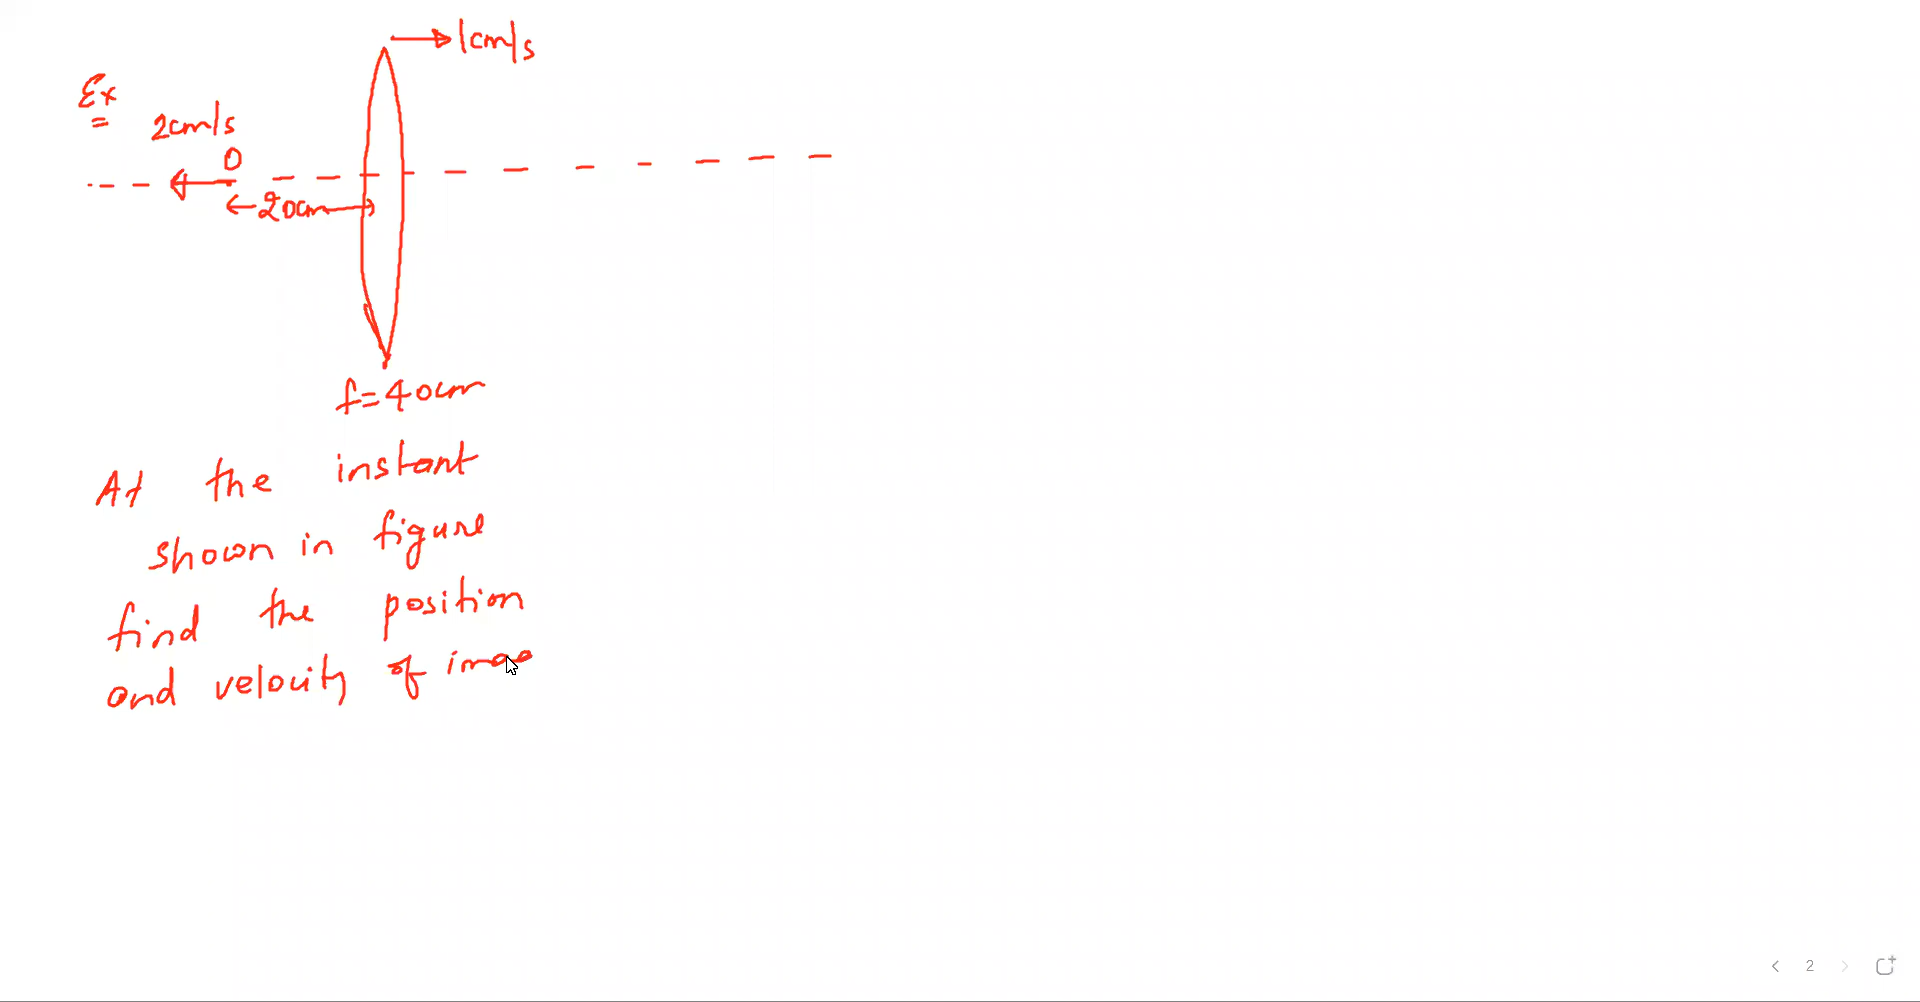 1cm/s
Ex
2cm/s
O
20cm
f=40cm
At the instant
shown in figure
find the position
and velocity of
2